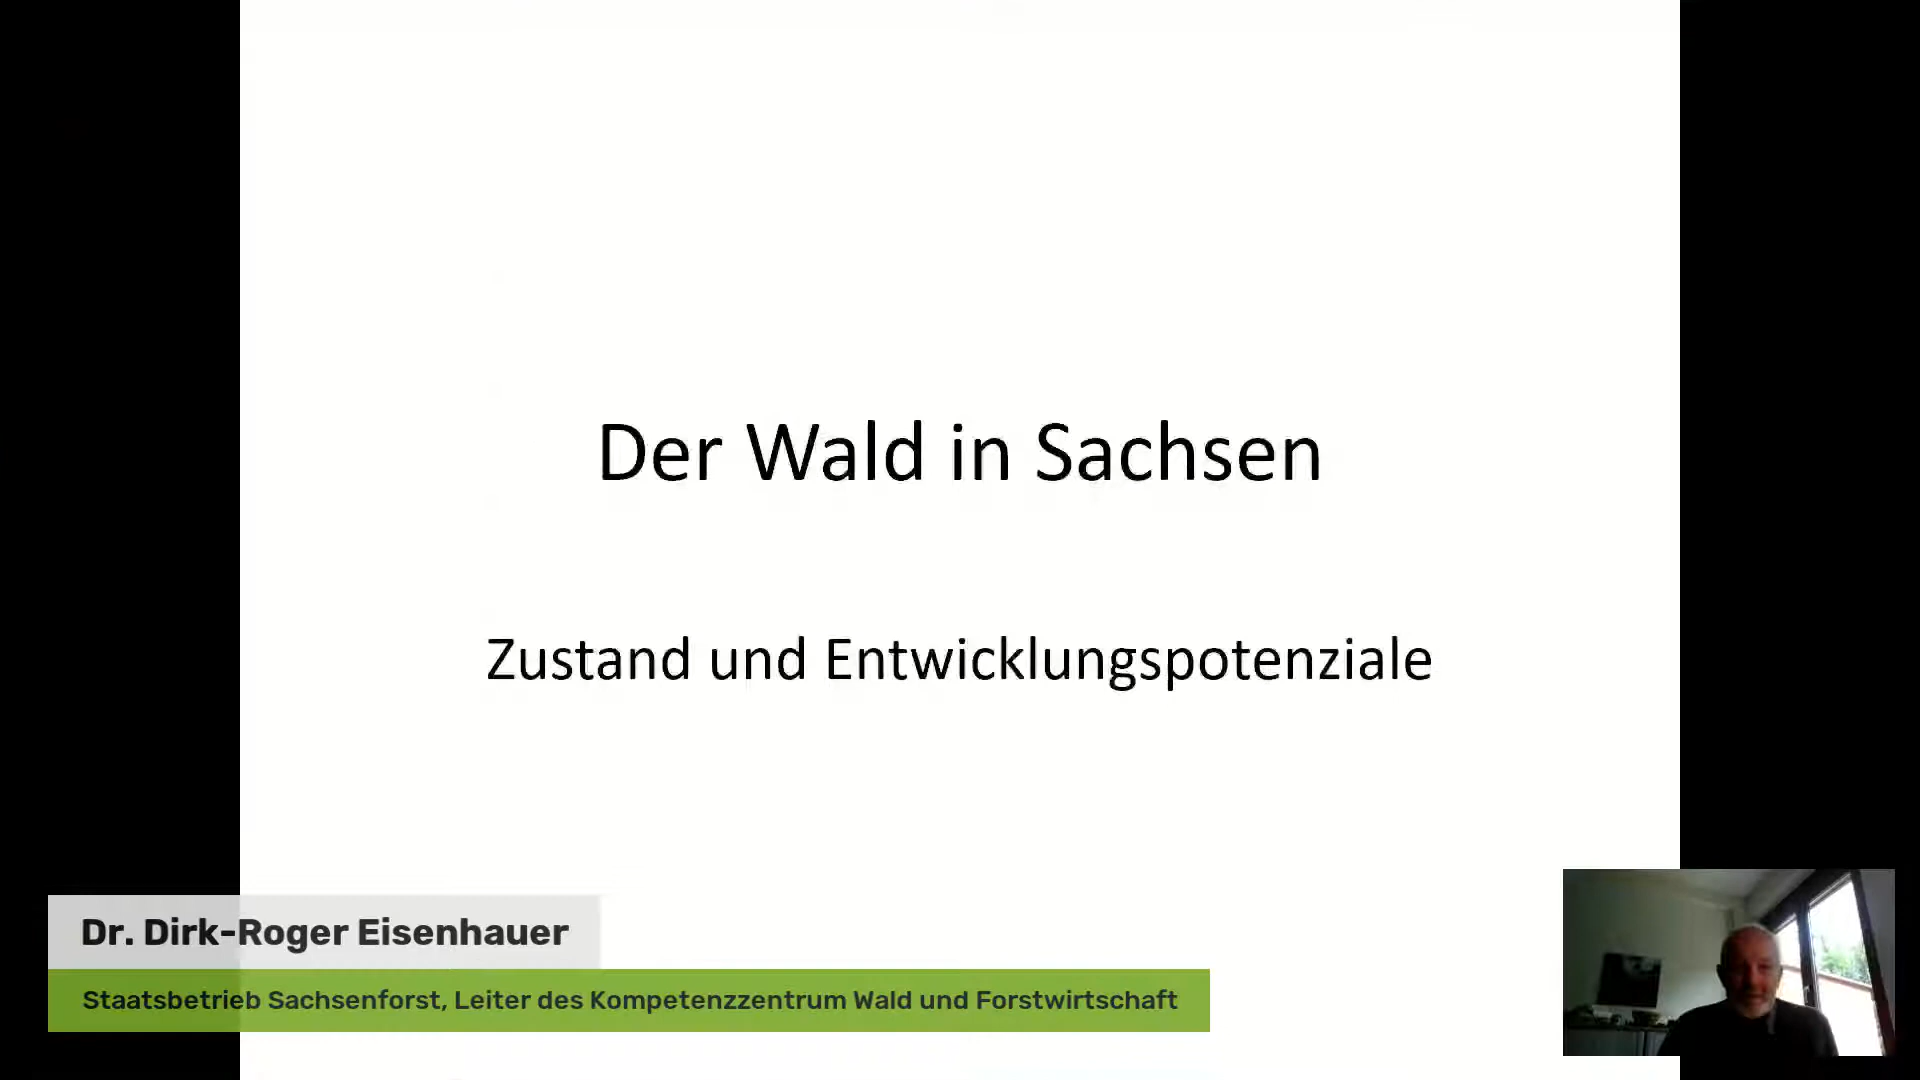 Der Wald in Sachsen
Zustand und Entwicklungspotenziale
Dr. Dirk-Roger Eisenhauer
Staatsbetrieb Sachsenforst, Leiter des Kompetenzzentrum Wald und Forstwirtschaft